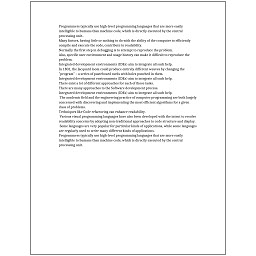 Programmers typically use high-level programming languages that are more easily
intelligible to humans than machine code, which is directly executed by the central
processing unit.
Many factors, having little or nothing to do with the ability of the computer to efficiently
compile and execute the code, contribute to readability.
Normally the first step in debugging is to attempt to reproduce the problem.
Also, specific user environment and usage history can make it difficult to reproduce the
problem.
Integrated development environments (IDEs) aim to integrate all such help.
In 1801, the Jacquard loom could produce entirely different weaves by changing the
"program" – a series of pasteboard cards with holes punched in them.
Integrated development environments (IDEs) aim to integrate all such help.
There exist a lot of different approaches for each of those tasks.
There are many approaches to the Software development process.
Integrated development environments (IDEs) aim to integrate all such help.
The academic field and the engineering practice of computer programming are both largely
concerned with discovering and implementing the most efficient algorithms for a given
class of problems.
Techniques like Code refactoring can enhance readability.
Various visual programming languages have also been developed with the intent to resolve
readability concerns by adopting non-traditional approaches to code structure and display.
Some languages are very popular for particular kinds of applications, while some languages
are regularly used to write many different kinds of applications.
Programmers typically use high-level programming languages that are more easily
intelligible to humans than machine code, which is directly executed by the central
processing unit.